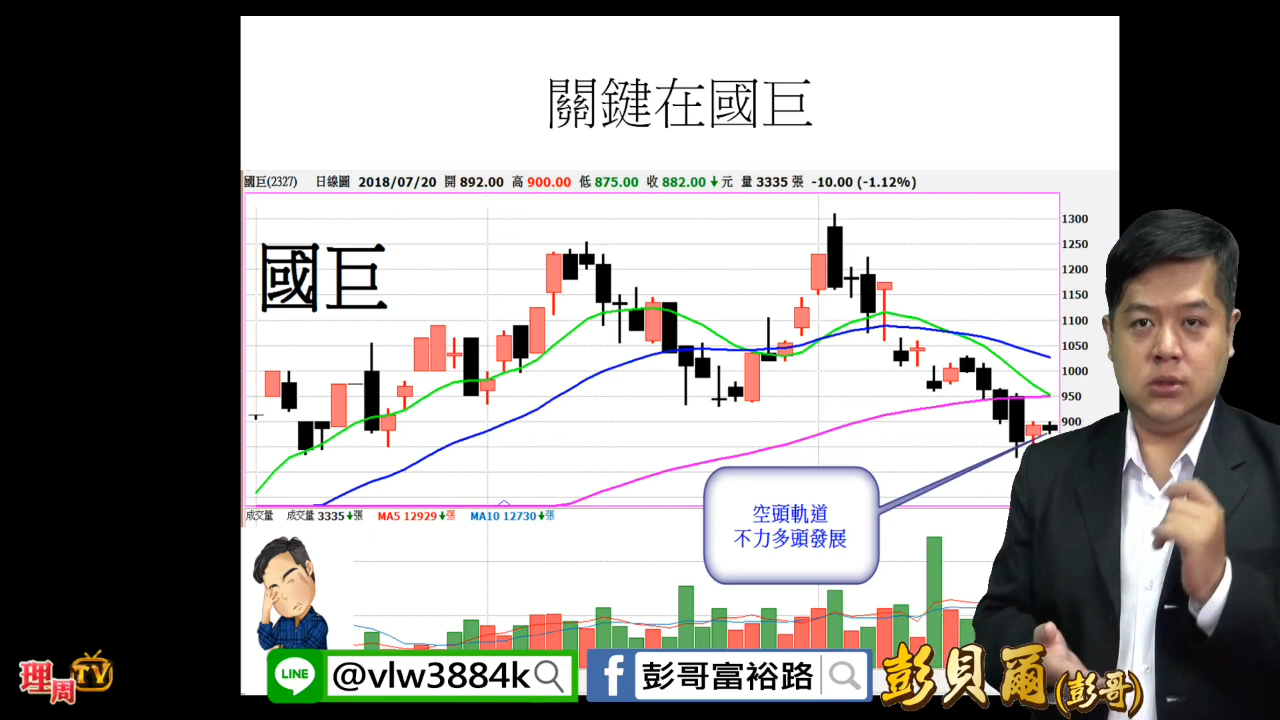 關鍵在國巨
國巨(2327) 日線圖 2018/07/20 開 892.00 高 900.00 低 875.00 收 882.00 ↓ 元 量 3335 張 -10.00 (-1.12%)
國巨
1300
1250
1200
1150
1100
1050
1000
950
900
空頭軌道
不力多頭發展
成交量 成交量 3335↓張 MA5 12929↓張 MA10 12730↓張
理周TV
LINE @vlw3884k
f 彭哥富裕路
彭貝爾(彭哥)